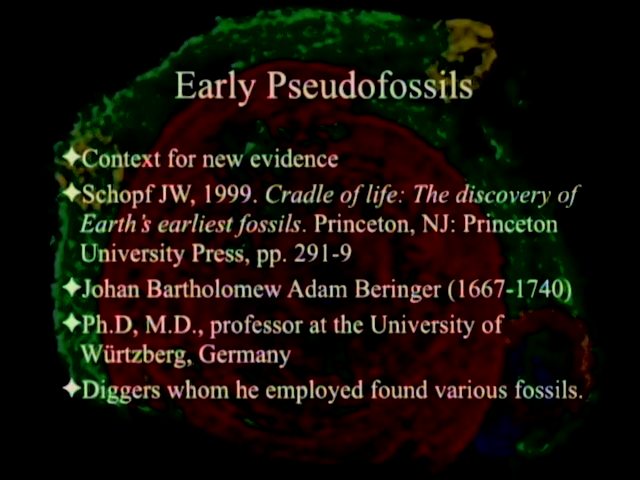 Early Pseudofossils
✦Context for new evidence
✦Schopf JW, 1999. Cradle of life: The discovery of
Earth's earliest fossils. Princeton, NJ: Princeton
University Press, pp. 291-9
✦Johan Bartholomew Adam Beringer (1667-1740)
✦Ph.D, M.D., professor at the University of
Würtzberg, Germany
✦Diggers whom he employed found various fossils.